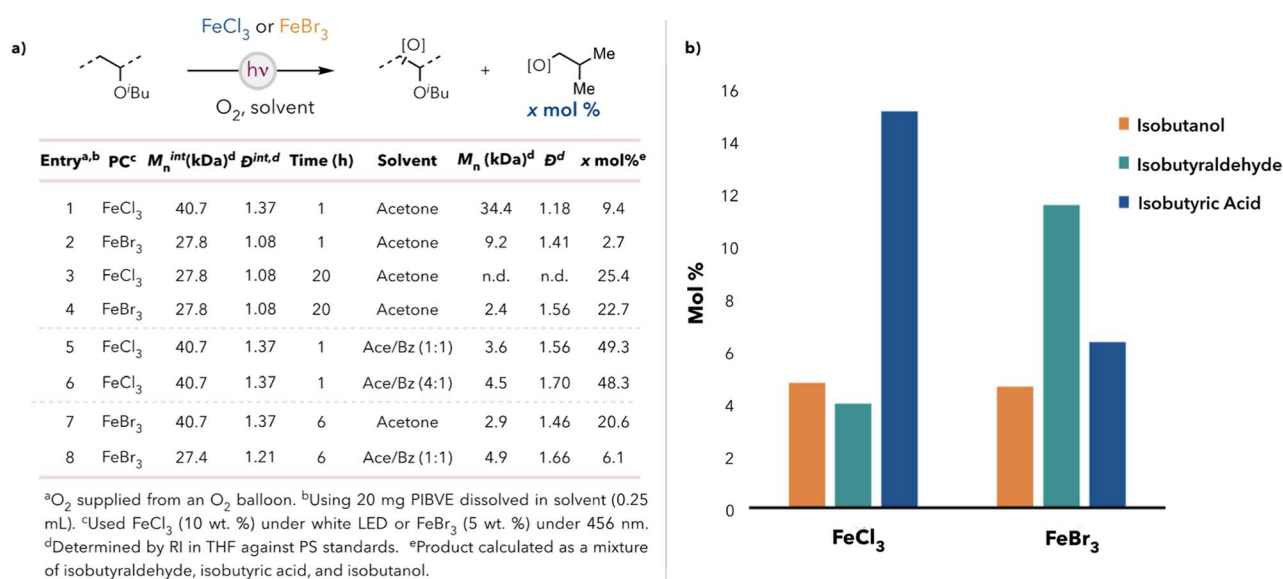 a)
FeCl₃ or FeBr₃
hν
O₂, solvent
OⁱBu
[O]
OⁱBu
+
[O]
Me
Me
x mol %
Entryᵃ,ᵇ PCᶜ Mₙⁱⁿᵗ(kDa)ᵈ Đⁱⁿᵗ,ᵈ Time (h) Solvent Mₙ (kDa)ᵈ Đᵈ x mol%ᵉ
1 FeCl₃ 40.7 1.37 1 Acetone 34.4 1.18 9.4
2 FeBr₃ 27.8 1.08 1 Acetone 9.2 1.41 2.7
3 FeCl₃ 27.8 1.08 20 Acetone n.d. n.d. 25.4
4 FeBr₃ 27.8 1.08 20 Acetone 2.4 1.56 22.7
5 FeCl₃ 40.7 1.37 1 Ace/Bz (1:1) 3.6 1.56 49.3
6 FeCl₃ 40.7 1.37 1 Ace/Bz (4:1) 4.5 1.70 48.3
7 FeBr₃ 40.7 1.37 6 Acetone 2.9 1.46 20.6
8 FeBr₃ 27.4 1.21 6 Ace/Bz (1:1) 4.9 1.66 6.1
ᵃO₂ supplied from an O₂ balloon. ᵇUsing 20 mg PIBVE dissolved in solvent (0.25
mL). ᶜUsed FeCl₃ (10 wt. %) under white LED or FeBr₃ (5 wt. %) under 456 nm.
ᵈDetermined by RI in THF against PS standards. ᵉProduct calculated as a mixture
of isobutyraldehyde, isobutyric acid, and isobutanol.
b)
Mol %
16
14
12
10
8
6
4
2
0
FeCl₃
FeBr₃
Isobutanol
Isobutyraldehyde
Isobutyric Acid